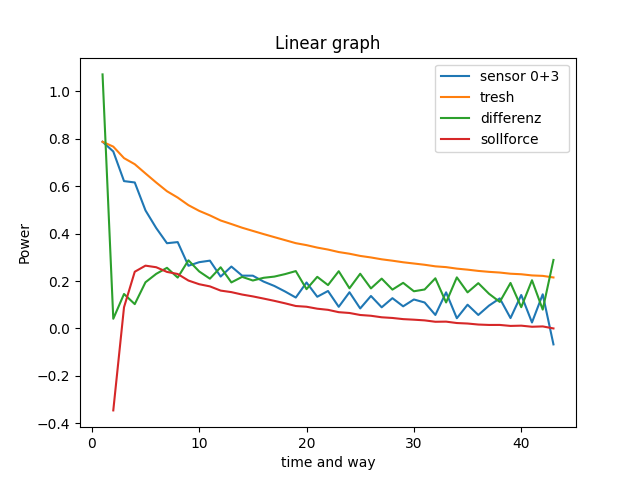 Linear graph
sensor 0+3
tresh
differenz
sollforce
Power
1.0
0.8
0.6
0.4
0.2
0.0
−0.2
−0.4
0
10
20
30
40
time and way